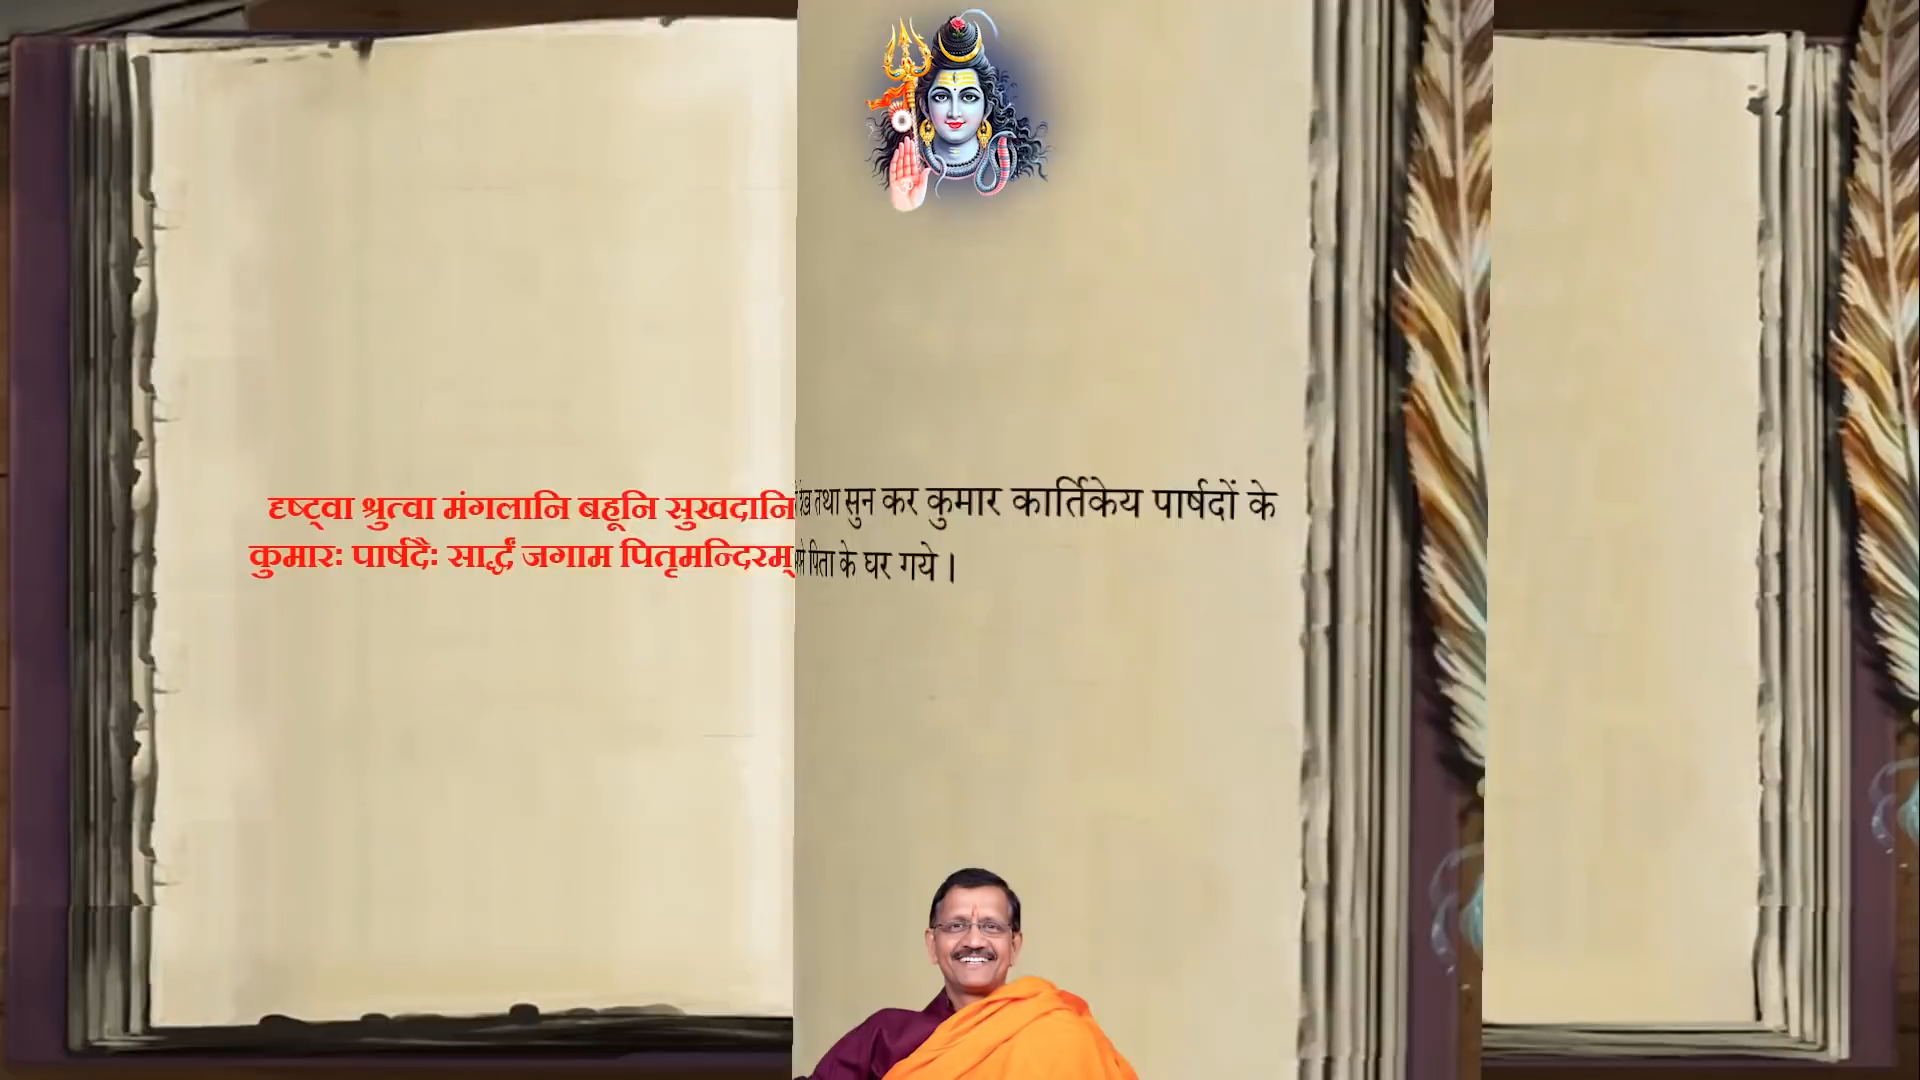 दृष्ट्वा श्रुत्वा मंगलानि बहूनि सुखदानि
कुमारः पार्षदैः सार्द्धं जगाम पितृमन्दिरम्
तथा सुन कर कुमार कार्तिकेय पार्षदों के
पिता के घर गये ।